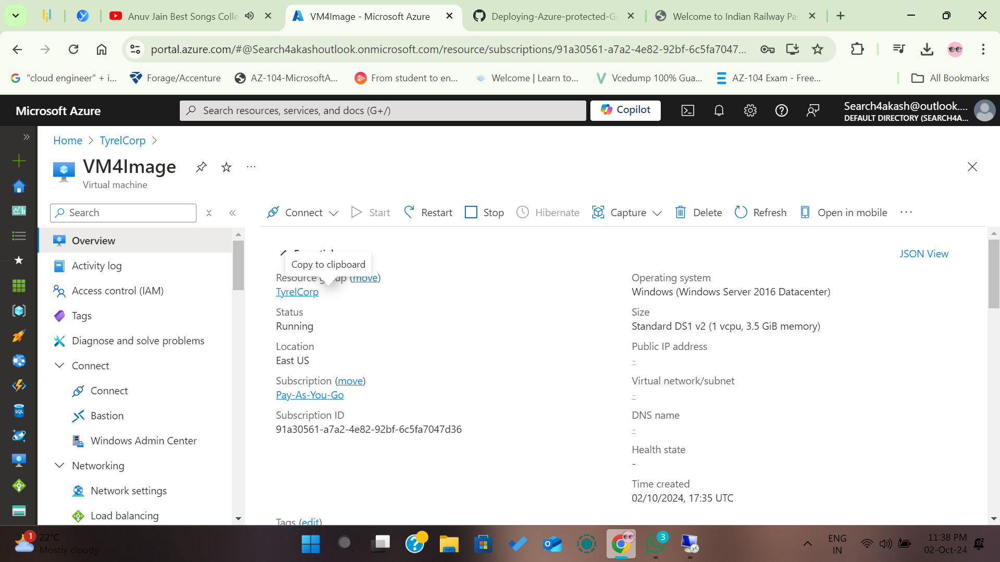 Anuv Jain Best Songs Colle
VM4Image - Microsoft Azure
Deploying-Azure-protected-G
Welcome to Indian Railway Pas
portal.azure.com/#@Search4akashoutlook.onmicrosoft.com/resource/subscriptions/91a30561-a7a2-4e82-92bf-6c5fa7047...
"cloud engineer" + i...
Forage/Accenture
AZ-104-MicrosoftA...
From student to en...
Welcome | Learn to...
Vcedump 100% Gua...
AZ-104 Exam - Free...
All Bookmarks
Microsoft Azure
Search resources, services, and docs (G+/)
Copilot
Search4akash@outlook....
DEFAULT DIRECTORY (SEARCH4A...
Home > TyrelCorp >
VM4Image
Virtual machine
Search
Connect
Start
Restart
Stop
Hibernate
Capture
Delete
Refresh
Open in mobile
Overview
Activity log
Access control (IAM)
Tags
Diagnose and solve problems
Connect
Connect
Bastion
Windows Admin Center
Networking
Network settings
Load balancing
JSON View
Copy to clipboard
Resource group (move)
TyrelCorp
Status
Running
Location
East US
Subscription (move)
Pay-As-You-Go
Subscription ID
91a30561-a7a2-4e82-92bf-6c5fa7047d36
Operating system
Windows (Windows Server 2016 Datacenter)
Size
Standard DS1 v2 (1 vcpu, 3.5 GiB memory)
Public IP address
-
Virtual network/subnet
-
DNS name
-
Health state
-
Time created
02/10/2024, 17:35 UTC
Tags (edit)
1
22°C
Mostly cloudy
3
ENG
IN
11:38 PM
02-Oct-24